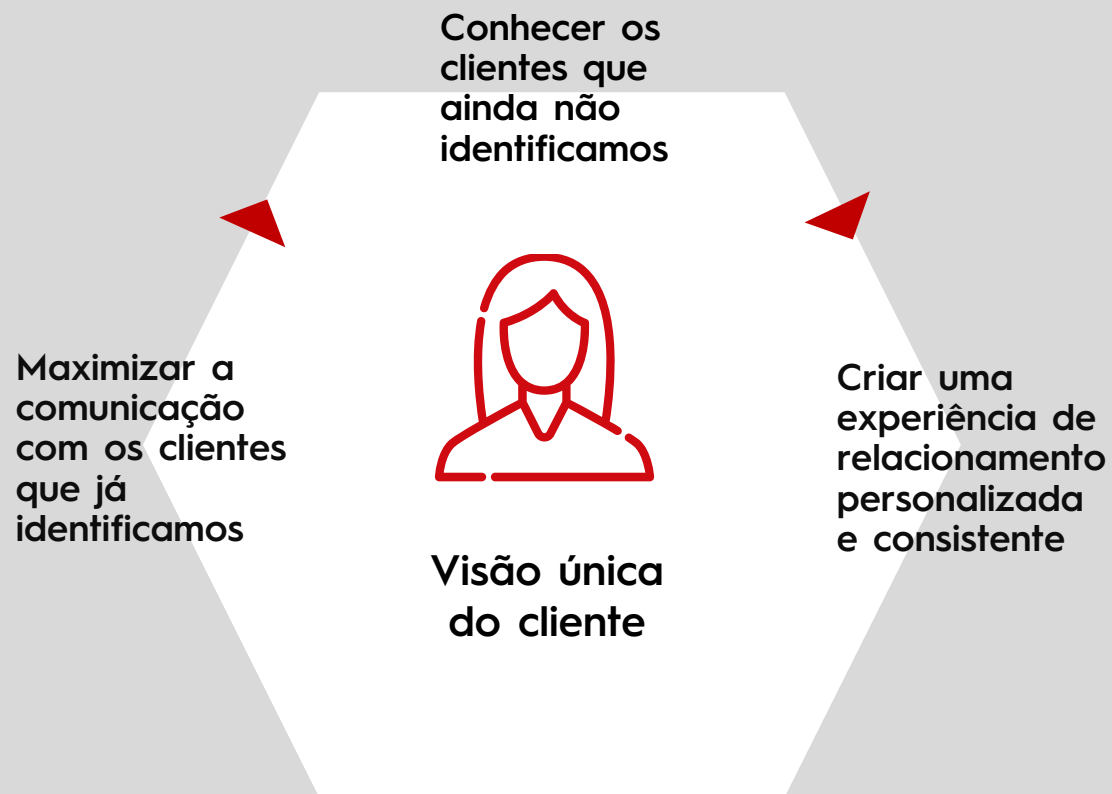 Conhecer os
clientes que
ainda não
identificamos
Maximizar a
comunicação
com os clientes
que já
identificamos
Criar uma
experiência de
relacionamento
personalizada
e consistente
Visão única
do cliente